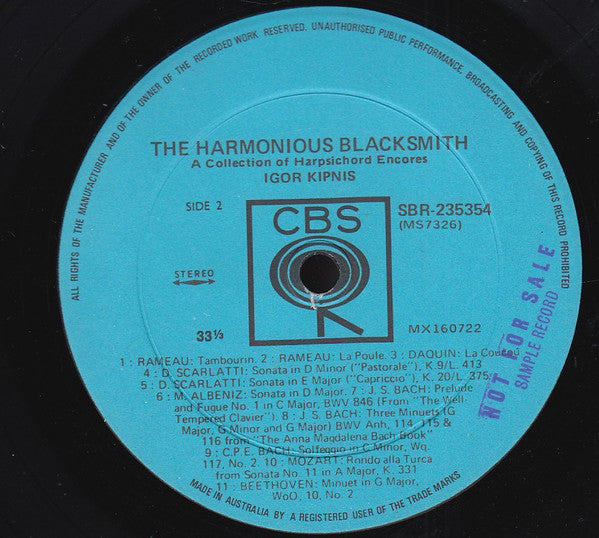 ALL RIGHTS OF THE MANUFACTURER AND OF THE OWNER OF THE RECORDED WORK RESERVED. UNAUTHORISED PUBLIC PERFORMANCE, BROADCASTING AND COPYING OF THIS RECORD PROHIBITED
THE HARMONIOUS BLACKSMITH
A Collection of Harpsichord Encores
IGOR KIPNIS
SIDE 2
CBS
SBR-235354
(MS7326)
STEREO
33⅓
MX160722
1 : RAMEAU: Tambourin. 2 : RAMEAU: La Poule. 3 : DAQUIN: La
4 : D. SCARLATTI: Sonata in D Minor ("Pastorale"), K.9/L. 413
5 : D. SCARLATTI: Sonata in E Major ("Capriccio"), K. 20/L. 375
6 : M. ALBENIZ: Sonata in D Major. 7 : J. S. BACH: Prelude
and Fugue No. 1 in C Major, BWV 846 (From "The Well-
Tempered Clavier"). 8 : J. S. BACH: Three Minuets (G
Major, G Minor and G Major) BWV Anh, 114, 115 &
116 from "The Anna Magdalena Bach Book"
9 : C.P.E. BACH: Solfeggio in C Minor, Wq.
117, No. 2. 10 : MOZART: Rondo alla Turca
from Sonata No. 11 in A Major, K. 331
11 : BEETHOVEN: Minuet in G Major,
WoO, 10, No. 2
NOT FOR SALE
SAMPLE RECORD
MADE IN AUSTRALIA BY A REGISTERED USER OF THE TRADE MARKS